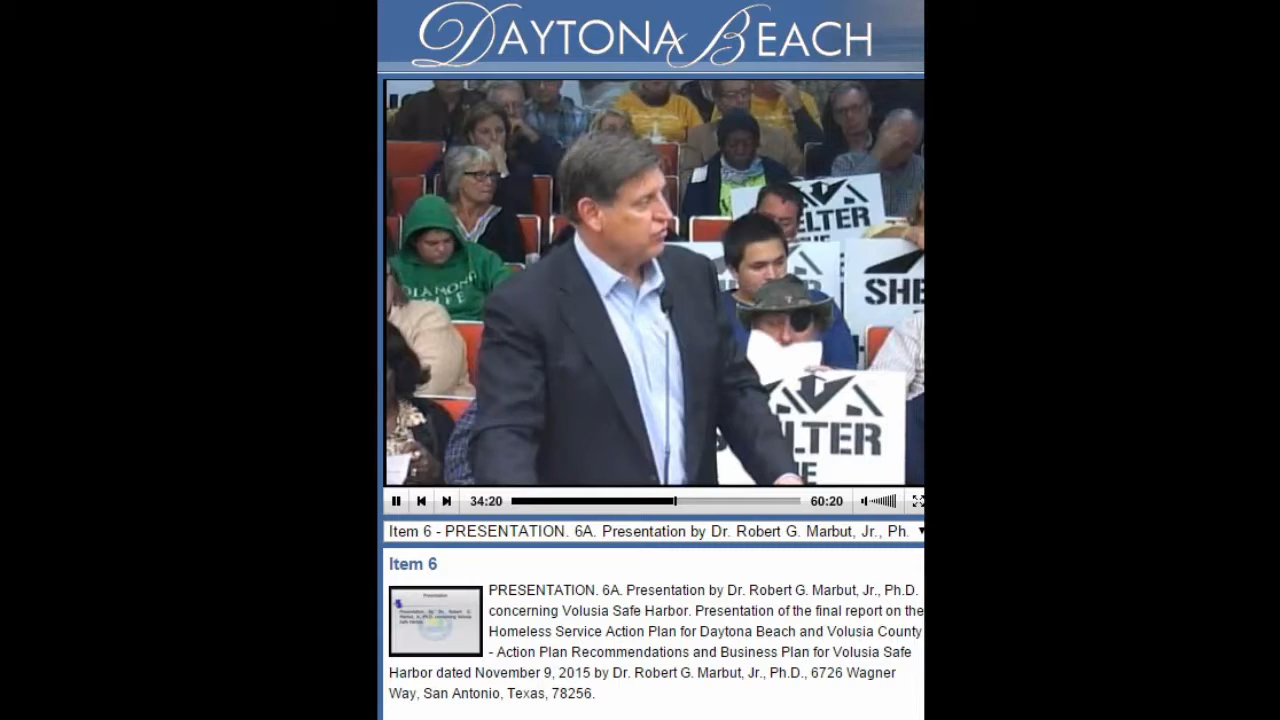 DAYTONA BEACH
ELTER
SHE
DIAMOND
LIFE
LTER
34:20
60:20
Item 6 - PRESENTATION. 6A. Presentation by Dr. Robert G. Marbut, Jr., Ph.
Item 6
PRESENTATION. 6A. Presentation by Dr. Robert G. Marbut, Jr., Ph.D.
concerning Volusia Safe Harbor. Presentation of the final report on the
Homeless Service Action Plan for Daytona Beach and Volusia County
- Action Plan Recommendations and Business Plan for Volusia Safe
Harbor dated November 9, 2015 by Dr. Robert G. Marbut, Jr., Ph.D., 6726 Wagner
Way, San Antonio, Texas, 78256.